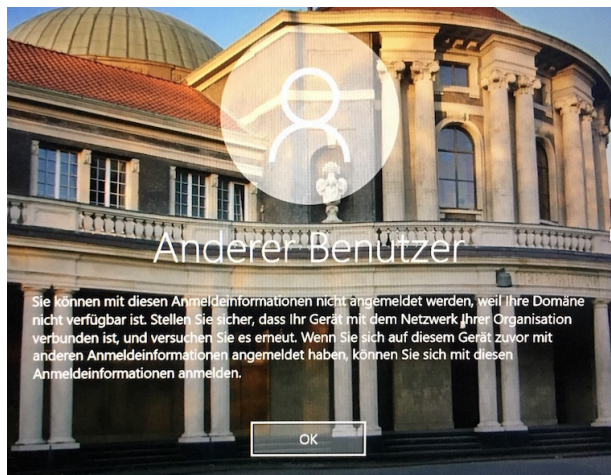 Anderer Benutzer
Sie können mit diesen Anmeldeinformationen nicht angemeldet werden, weil Ihre Domäne
nicht verfügbar ist. Stellen Sie sicher, dass Ihr Gerät mit dem Netzwerk Ihrer Organisation
verbunden ist, und versuchen Sie es erneut. Wenn Sie sich auf diesem Gerät zuvor mit
anderen Anmeldeinformationen angemeldet haben, können Sie sich mit diesen
Anmeldeinformationen anmelden.
OK